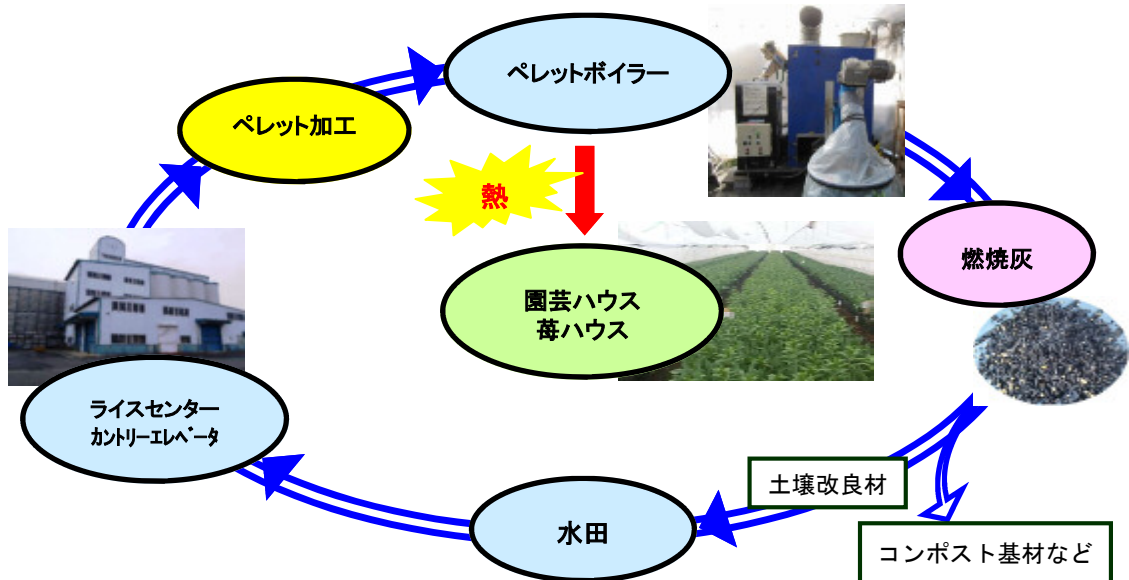 ペレットボイラー
ペレット加工
熱
燃焼灰
園芸ハウス
苺ハウス
ライスセンター
ｶﾝﾄﾘｰｴﾚﾍﾞｰﾀ
土壌改良材
水田
コンポスト基材など